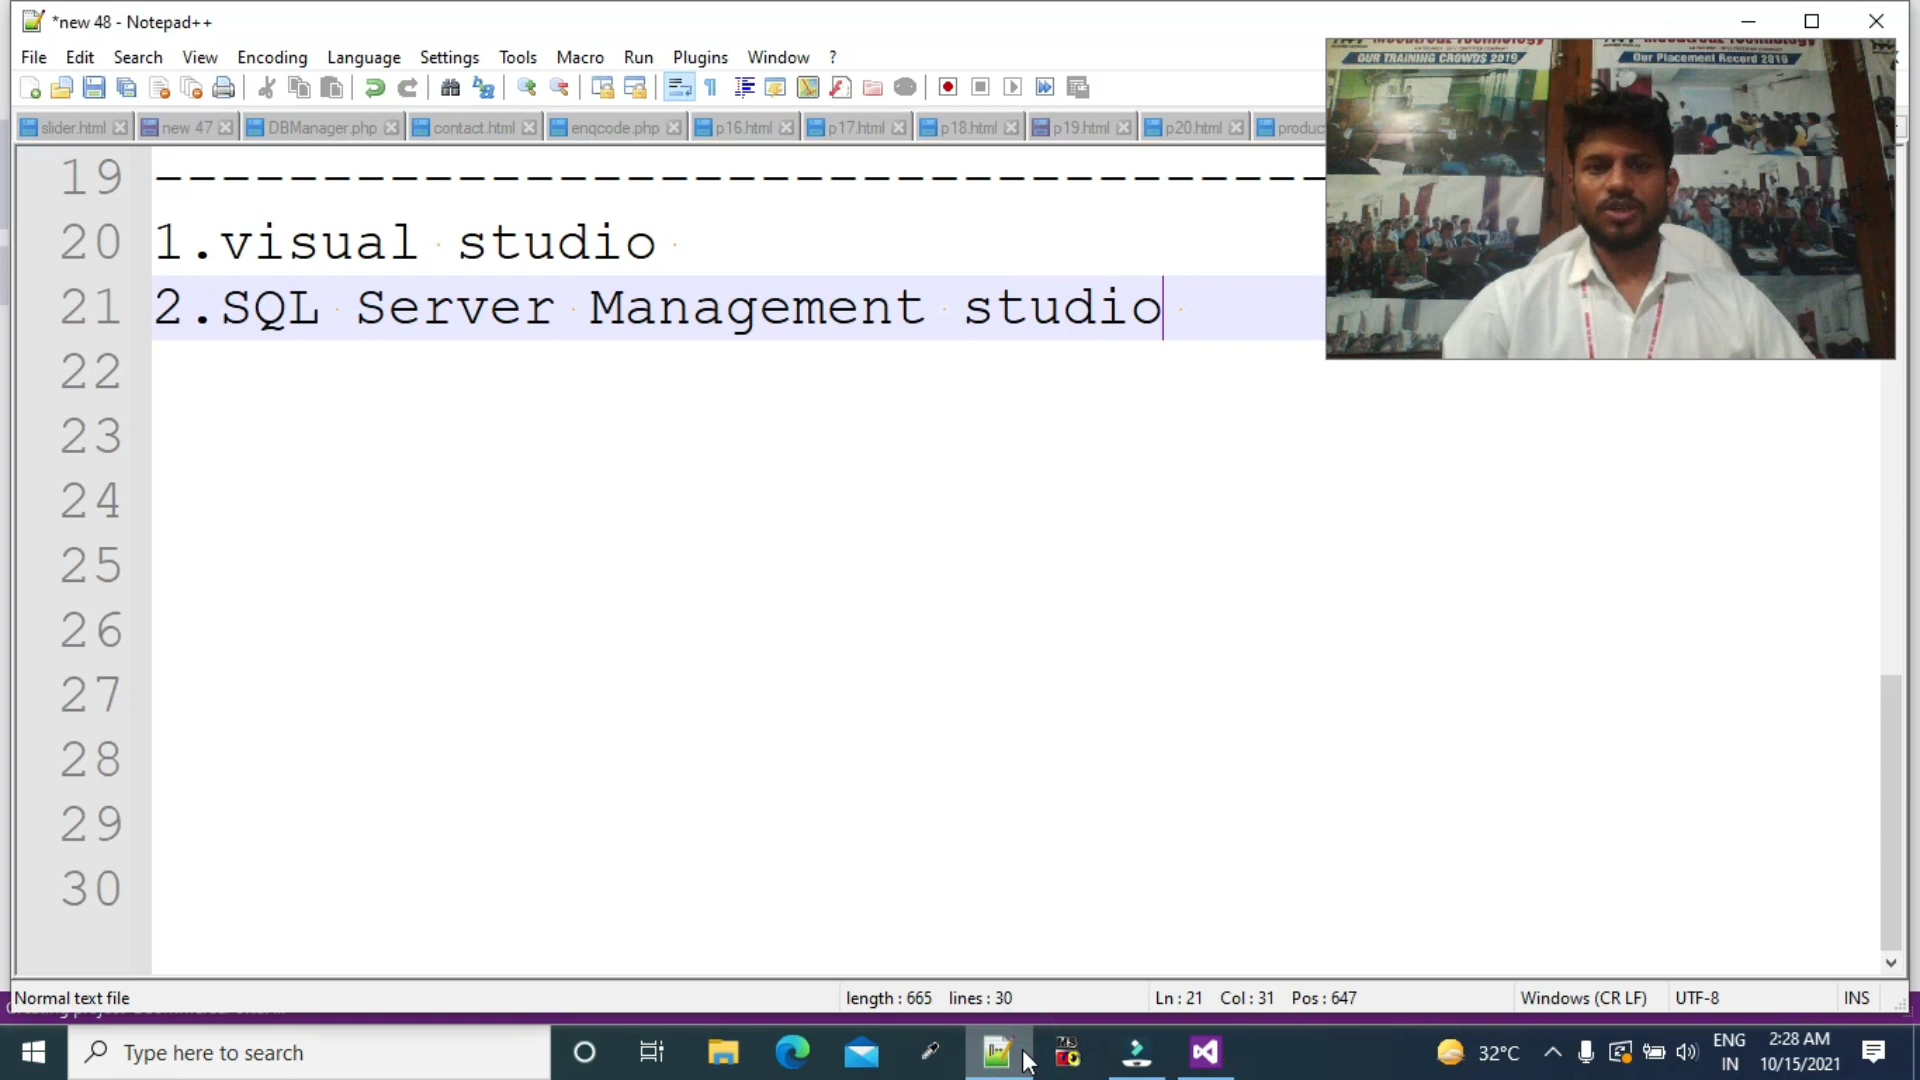 *new 48 - Notepad++
File Edit Search View Encoding Language Settings Tools Macro Run Plugins Window ?
OUR TRAINING CROWDS 2019
Our Placement Record 2019
slider.html new 47 DBManager.php contact.html enqcode.php p16.html p17.html p18.html p19.html p20.html produc
19 ------------------------------------
20 1.visual studio
21 2.SQL Server Management studio
22
23
24
25
26
27
28
29
30
Normal text file length : 665 lines : 30 Ln : 21 Col : 31 Pos : 647 Windows (CR LF) UTF-8 INS
Type here to search
32°C
ENG
IN
2:28 AM
10/15/2021